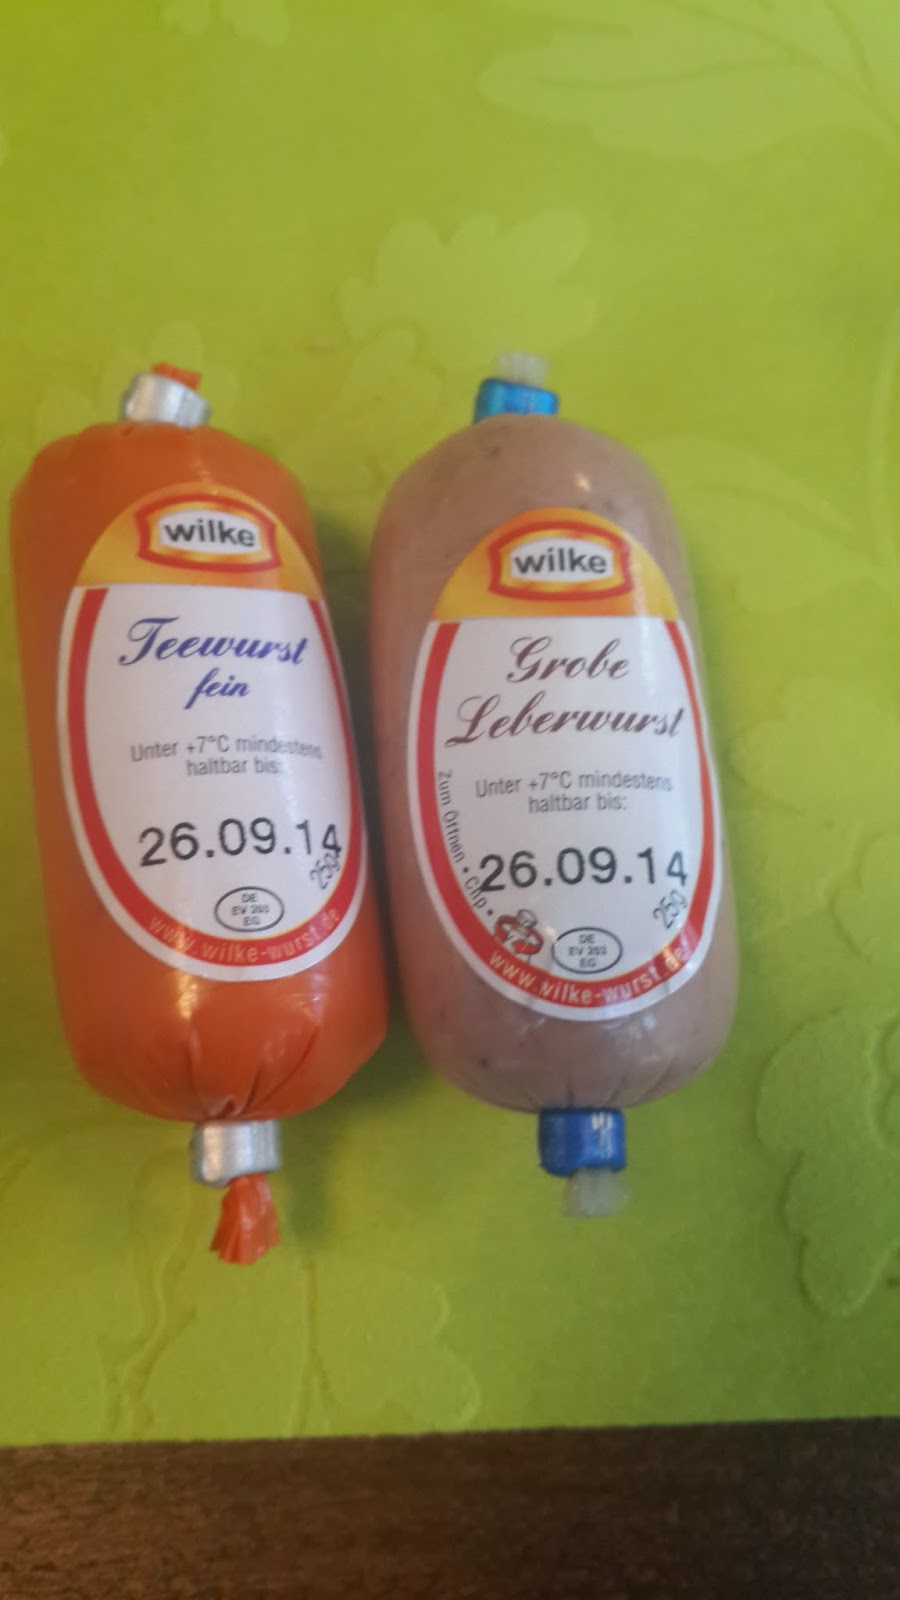 wilke
Teewurst
fein
Unter +7°C mindestens
haltbar bis:
26.09.14
25g
DE
EV 203
EG
www.wilke-wurst.de
wilke
Grobe
Leberwurst
Unter +7°C mindestens
haltbar bis:
Zum Öffnen • Clip •
26.09.14
25g
DE
EV 203
EG
www.wilke-wurst.de